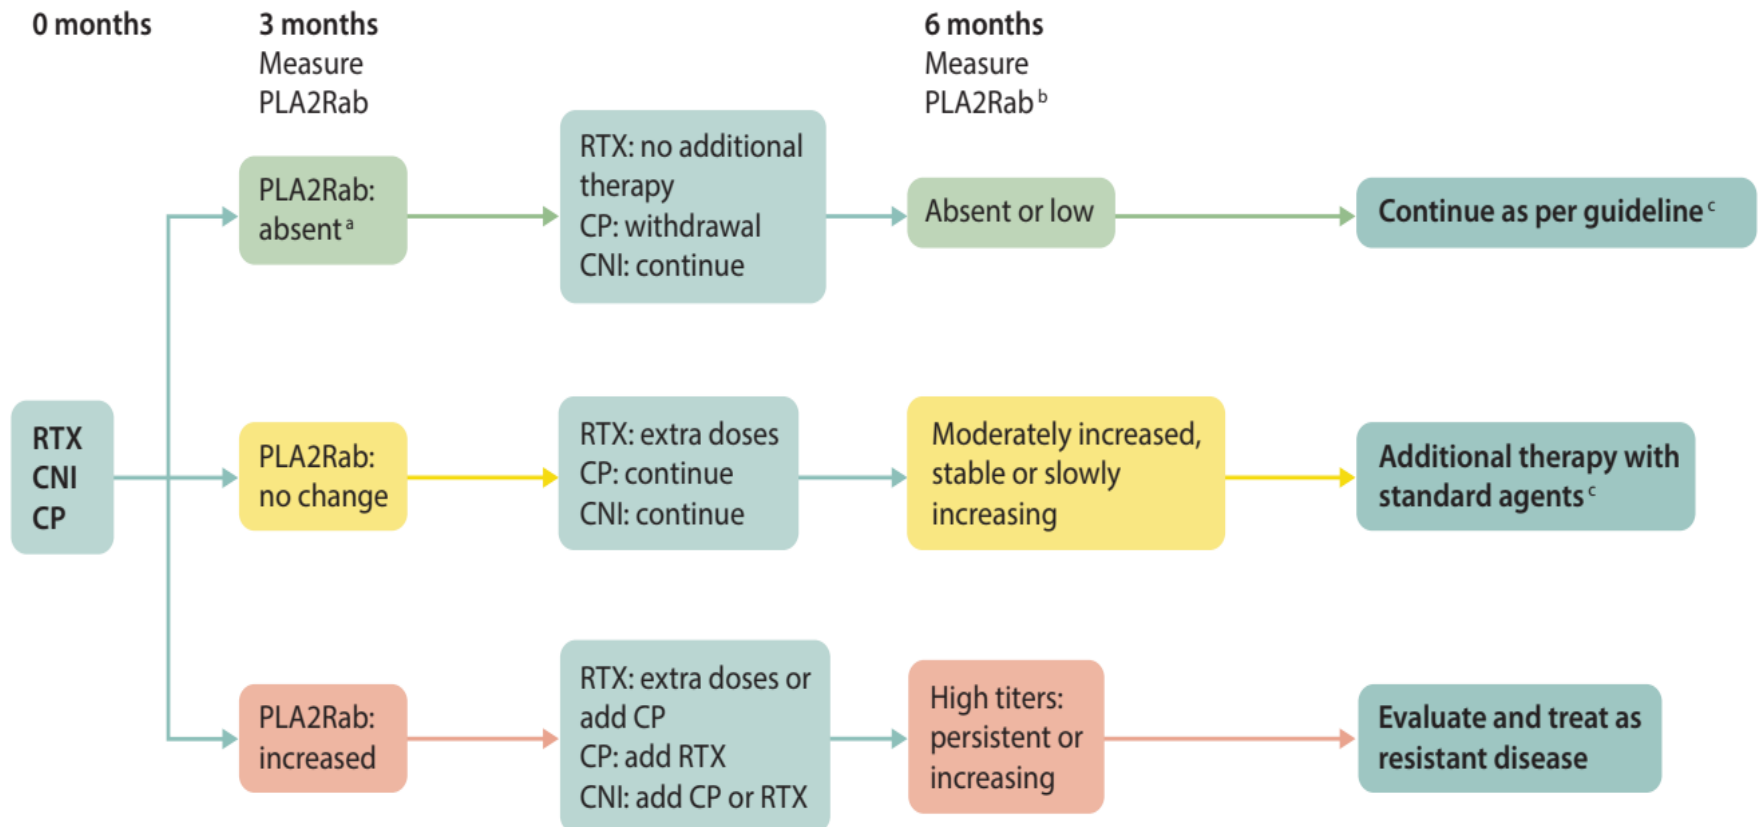 0 months
3 months
Measure
PLA2Rab
6 months
Measure
PLA2Rab b
PLA2Rab:
absent a
RTX: no additional
therapy
CP: withdrawal
CNI: continue
Absent or low
Continue as per guideline c
RTX
CNI
CP
PLA2Rab:
no change
RTX: extra doses
CP: continue
CNI: continue
Moderately increased,
stable or slowly
increasing
Additional therapy with
standard agents c
PLA2Rab:
increased
RTX: extra doses or
add CP
CP: add RTX
CNI: add CP or RTX
High titers:
persistent or
increasing
Evaluate and treat as
resistant disease